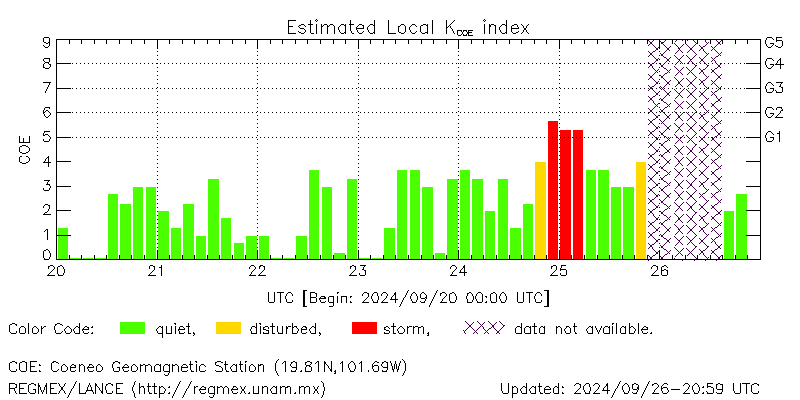 Estimated Local KCOE index
9
8
7
6
5
4
3
2
1
0
COE
G5
G4
G3
G2
G1
20 21 22 23 24 25 26
UTC [Begin: 2024/09/20 00:00 UTC]
Color Code: quiet, disturbed, storm, data not available.
COE: Coeneo Geomagnetic Station (19.81N,101.69W)
REGMEX/LANCE (http://regmex.unam.mx) Updated: 2024/09/26-20:59 UTC